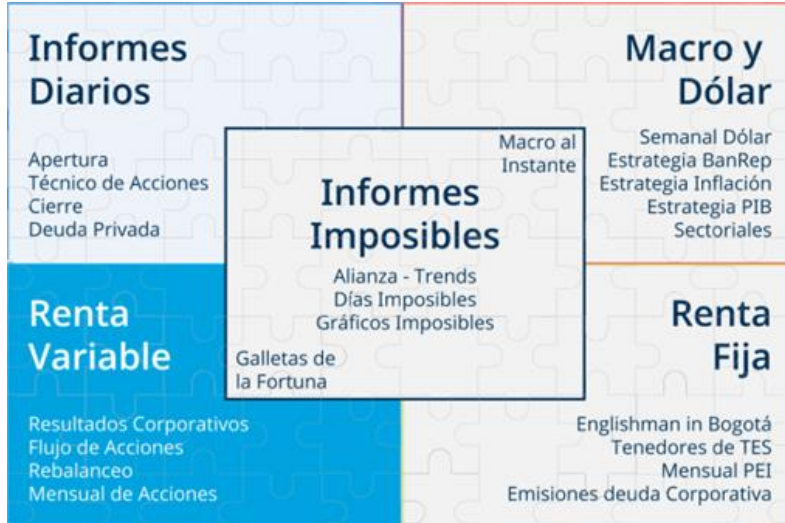 Informes
Diarios
Apertura
Técnico de Acciones
Cierre
Deuda Privada
Macro y
Dólar
Semanal Dólar
Estrategia BanRep
Estrategia Inflación
Estrategia PIB
Sectoriales
Macro al
Instante
Informes
Imposibles
Alianza - Trends
Días Imposibles
Gráficos Imposibles
Galletas de
la Fortuna
Renta
Variable
Resultados Corporativos
Flujo de Acciones
Rebalanceo
Mensual de Acciones
Renta
Fija
Englishman in Bogotá
Tenedores de TES
Mensual PEI
Emisiones deuda Corporativa